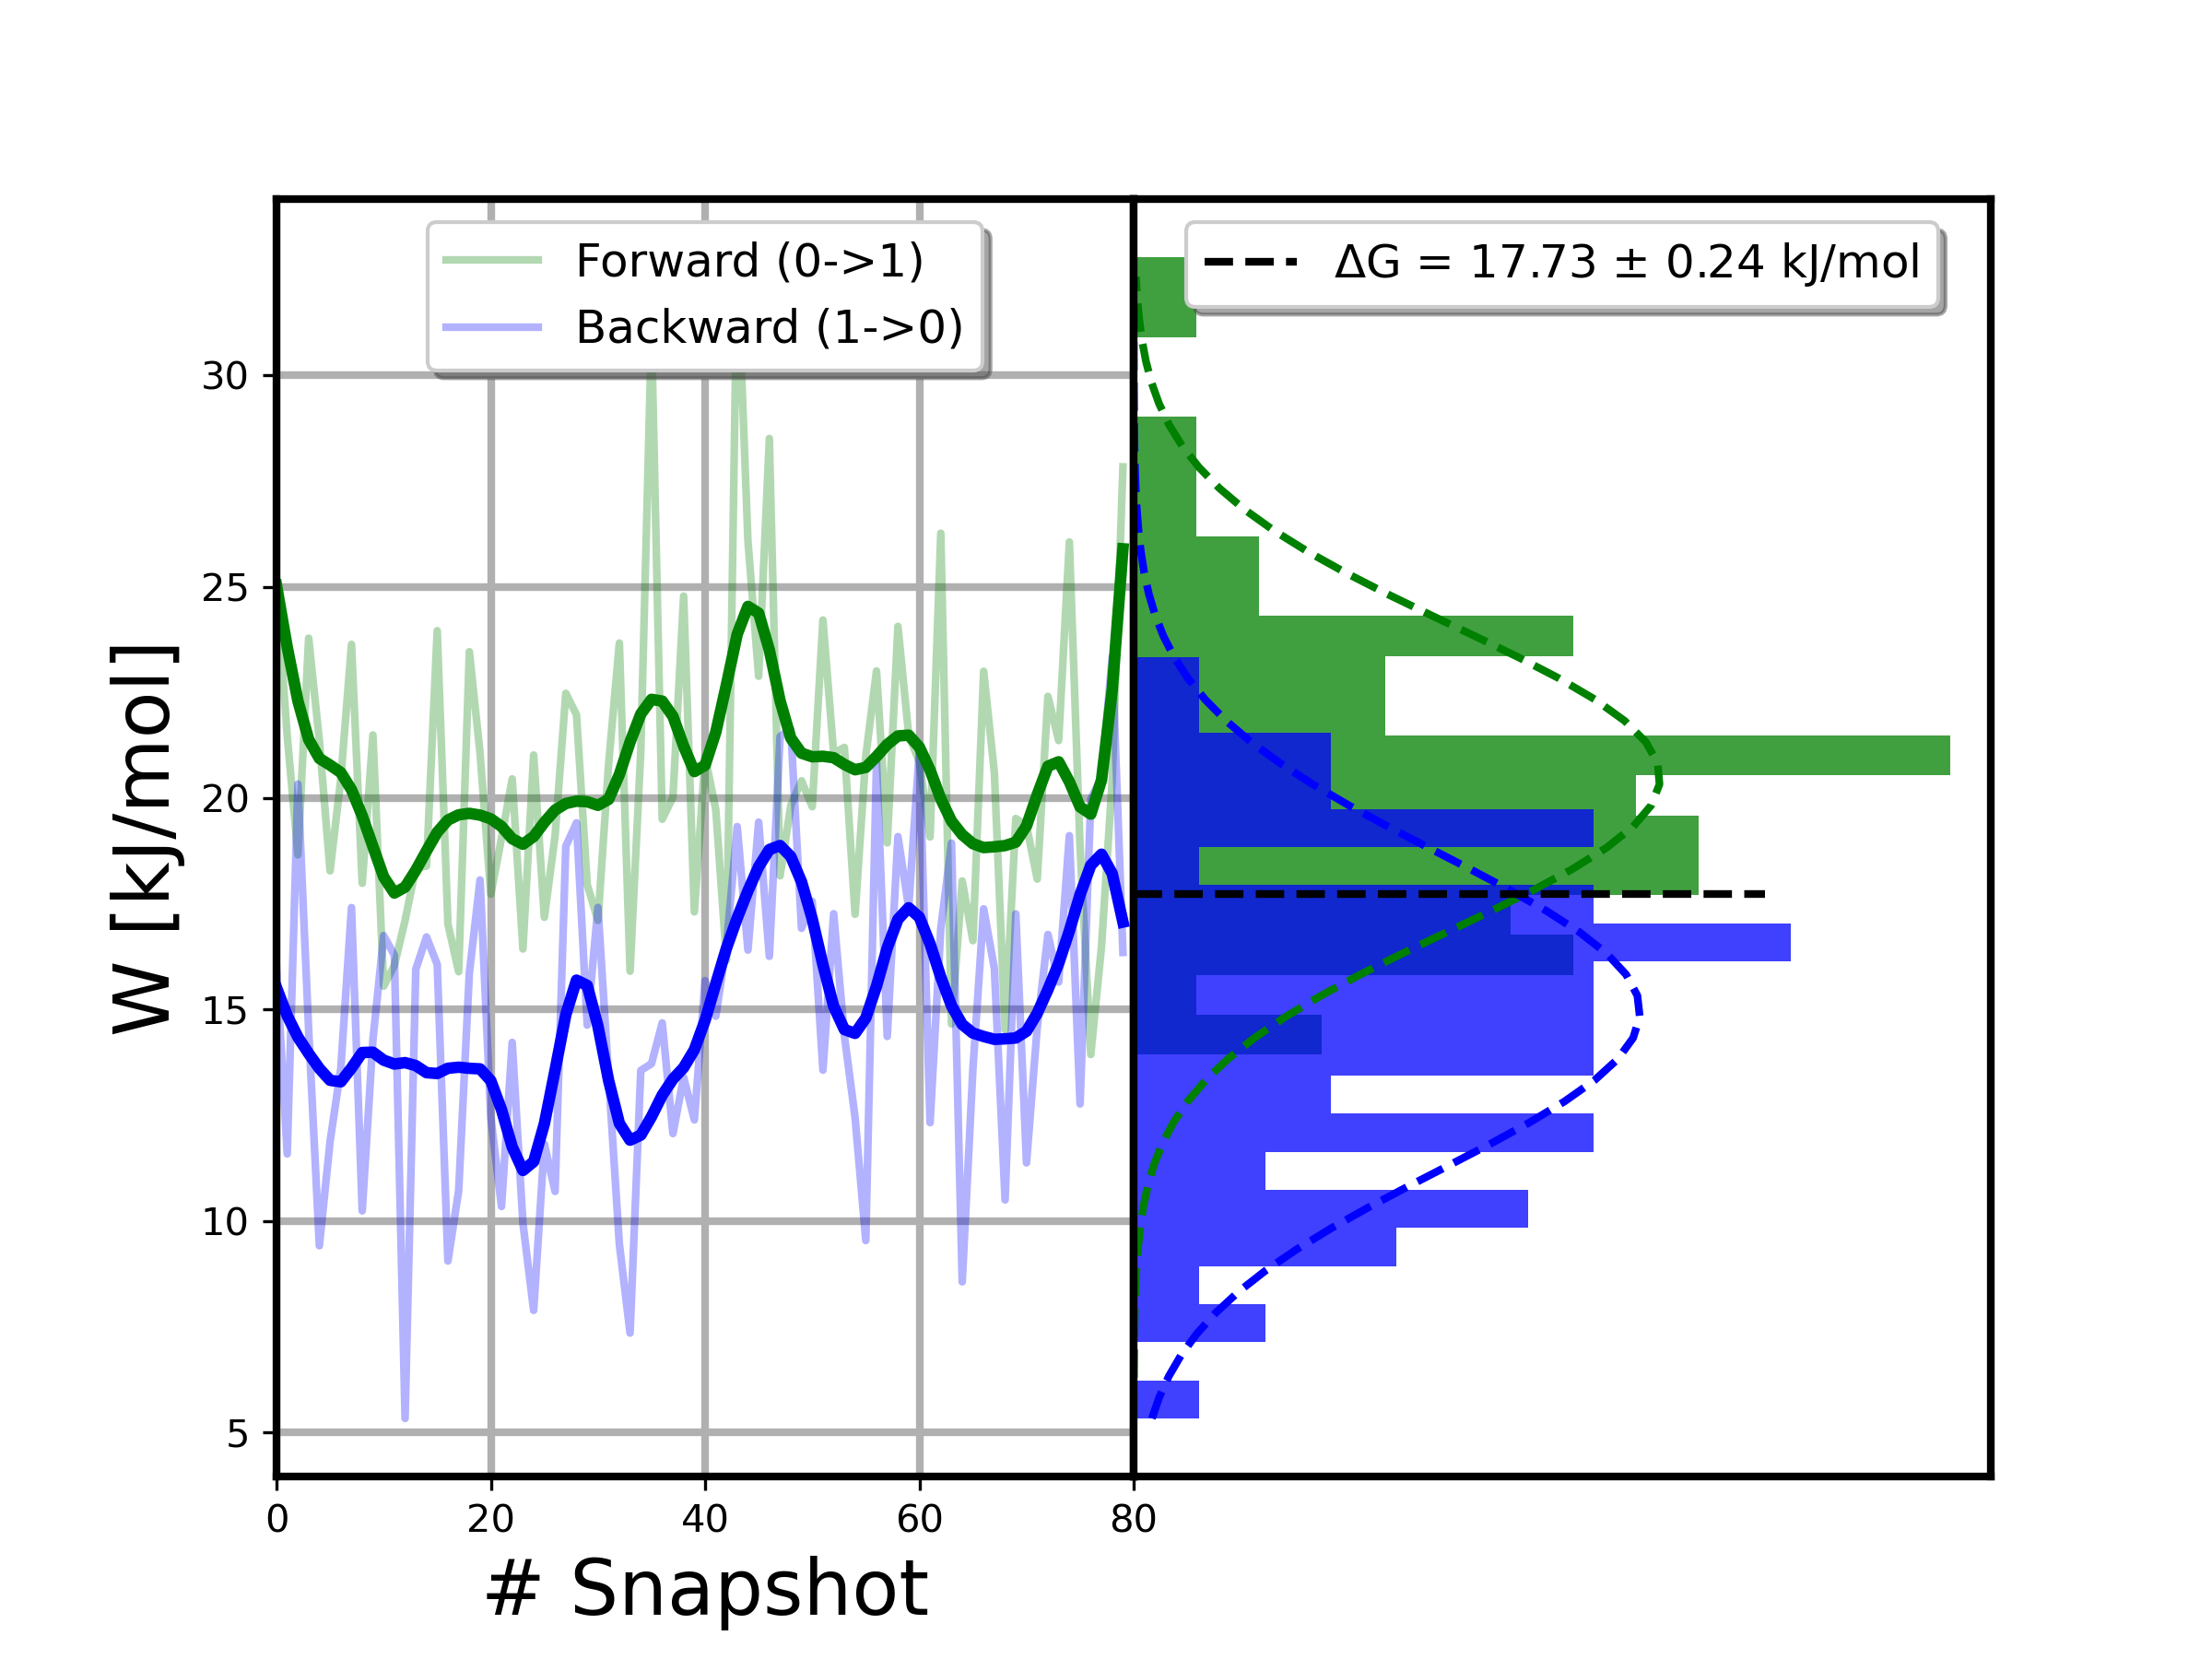 Forward (0->1)
Backward (1->0)
ΔG = 17.73 ± 0.24 kJ/mol
W [kJ/mol]
30
25
20
15
10
5
0
20
40
60
80
# Snapshot